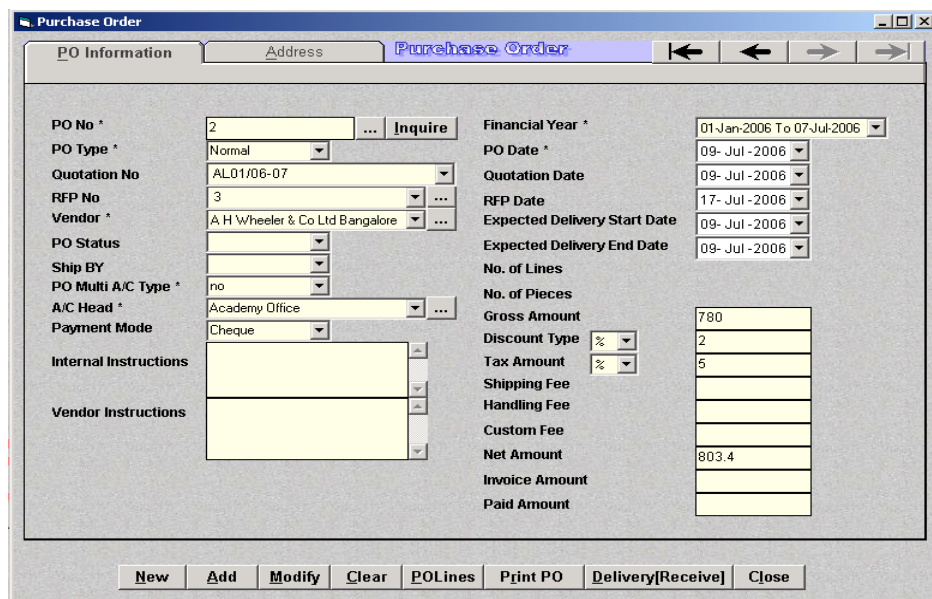 Purchase Order
PO Information
Address
Purchase Order
PO No *
2
...
Inquire
PO Type *
Normal
Quotation No
AL01/06-07
RFP No
3
...
Vendor *
A H Wheeler & Co Ltd Bangalore
...
PO Status
Ship BY
PO Multi A/C Type *
no
A/C Head *
Academy Office
...
Payment Mode
Cheque
Internal Instructions
Vendor Instructions
Financial Year *
01-Jan-2006 To 07-Jul-2006
PO Date *
09- Jul -2006
Quotation Date
09- Jul -2006
RFP Date
17- Jul -2006
Expected Delivery Start Date
09- Jul -2006
Expected Delivery End Date
09- Jul -2006
No. of Lines
No. of Pieces
Gross Amount
780
Discount Type
%
2
Tax Amount
%
5
Shipping Fee
Handling Fee
Custom Fee
Net Amount
803.4
Invoice Amount
Paid Amount
New
Add
Modify
Clear
POLines
Print PO
Delivery[Receive]
Close